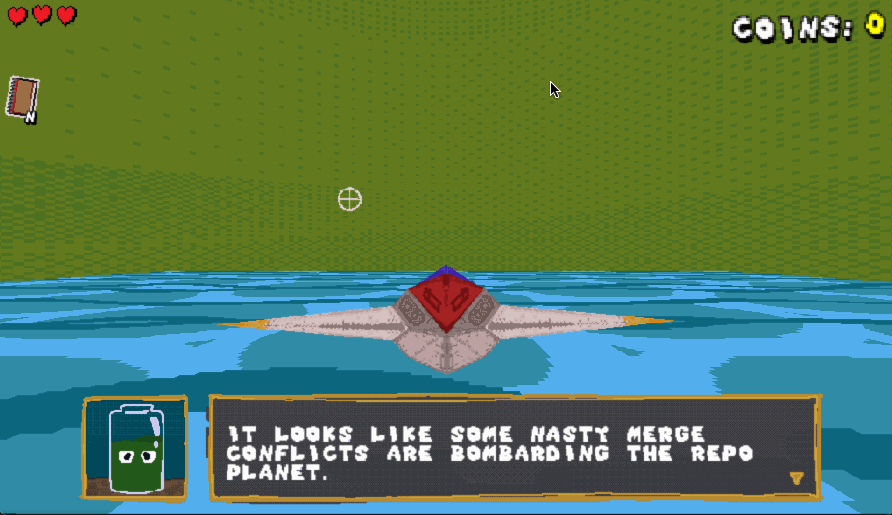 COINS: 0
N
IT LOOKS LIKE SOME NASTY MERGE
CONFLICTS ARE BOMBARDING THE REPO
PLANET.